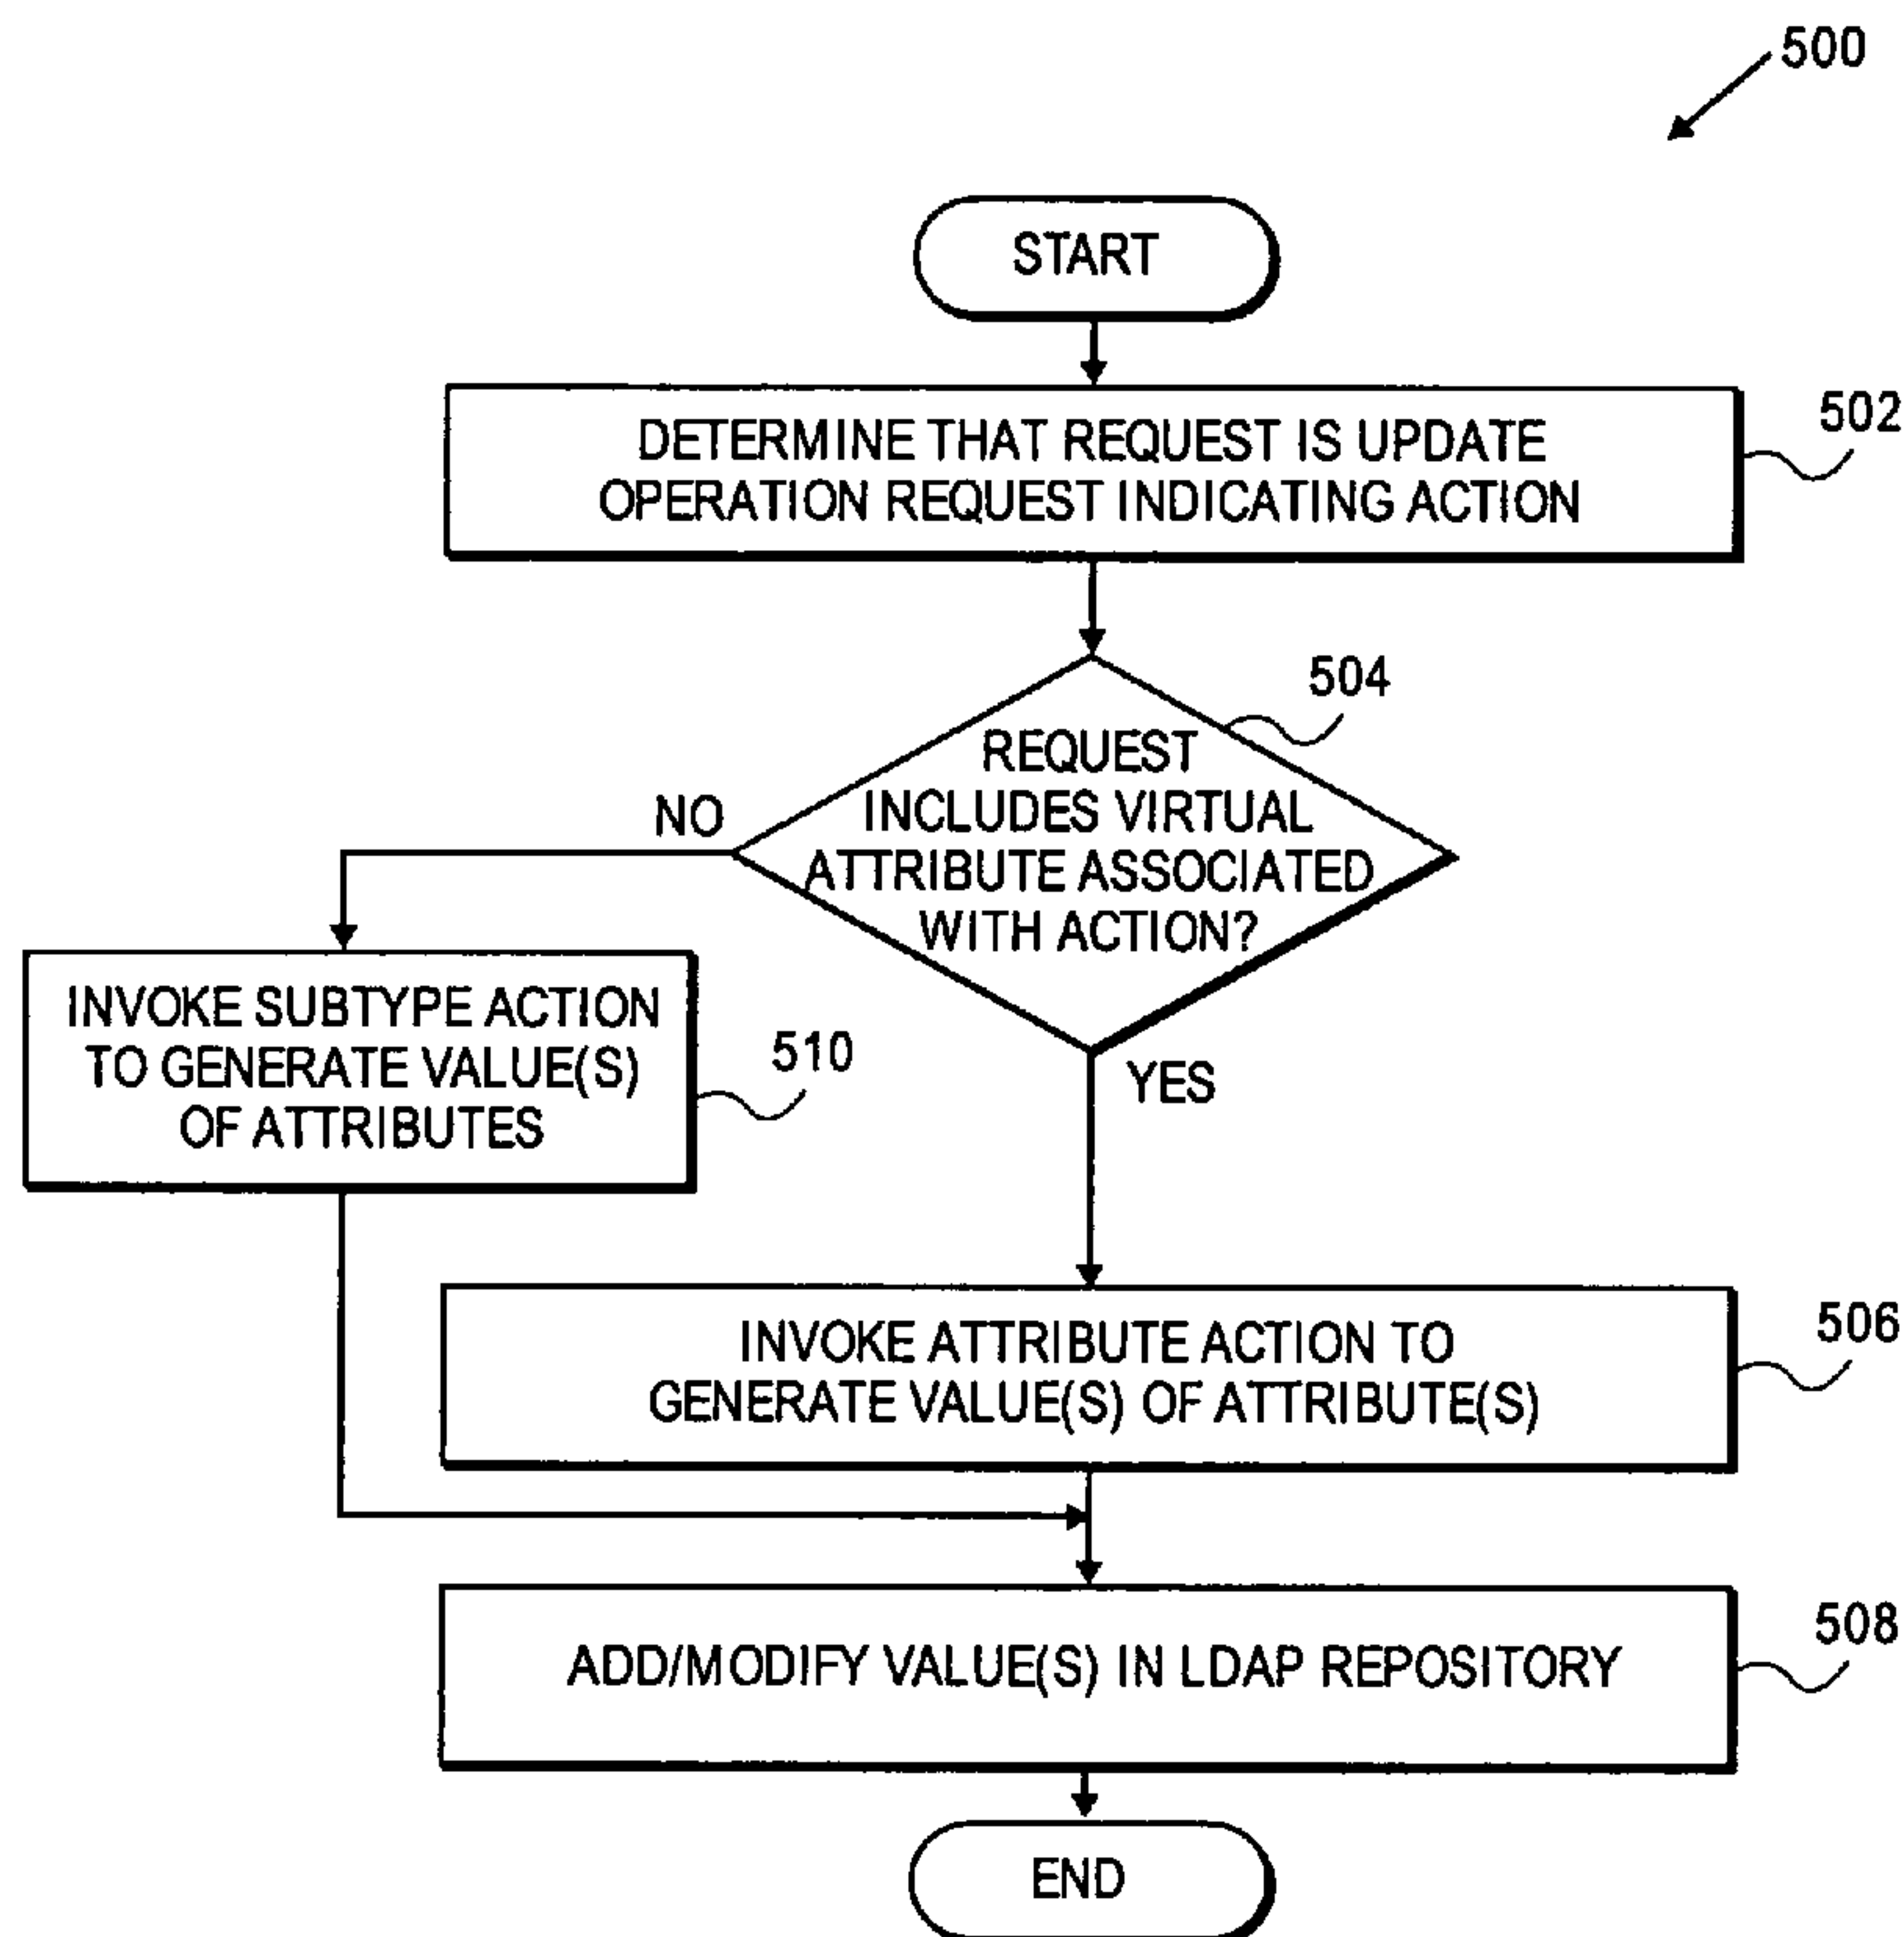 500
START
DETERMINE THAT REQUEST IS UPDATE
OPERATION REQUEST INDICATING ACTION
502
504
REQUEST
INCLUDES VIRTUAL
ATTRIBUTE ASSOCIATED
WITH ACTION?
NO
YES
INVOKE SUBTYPE ACTION
TO GENERATE VALUE(S)
OF ATTRIBUTES
510
INVOKE ATTRIBUTE ACTION TO
GENERATE VALUE(S) OF ATTRIBUTE(S)
506
ADD/MODIFY VALUE(S) IN LDAP REPOSITORY
508
END